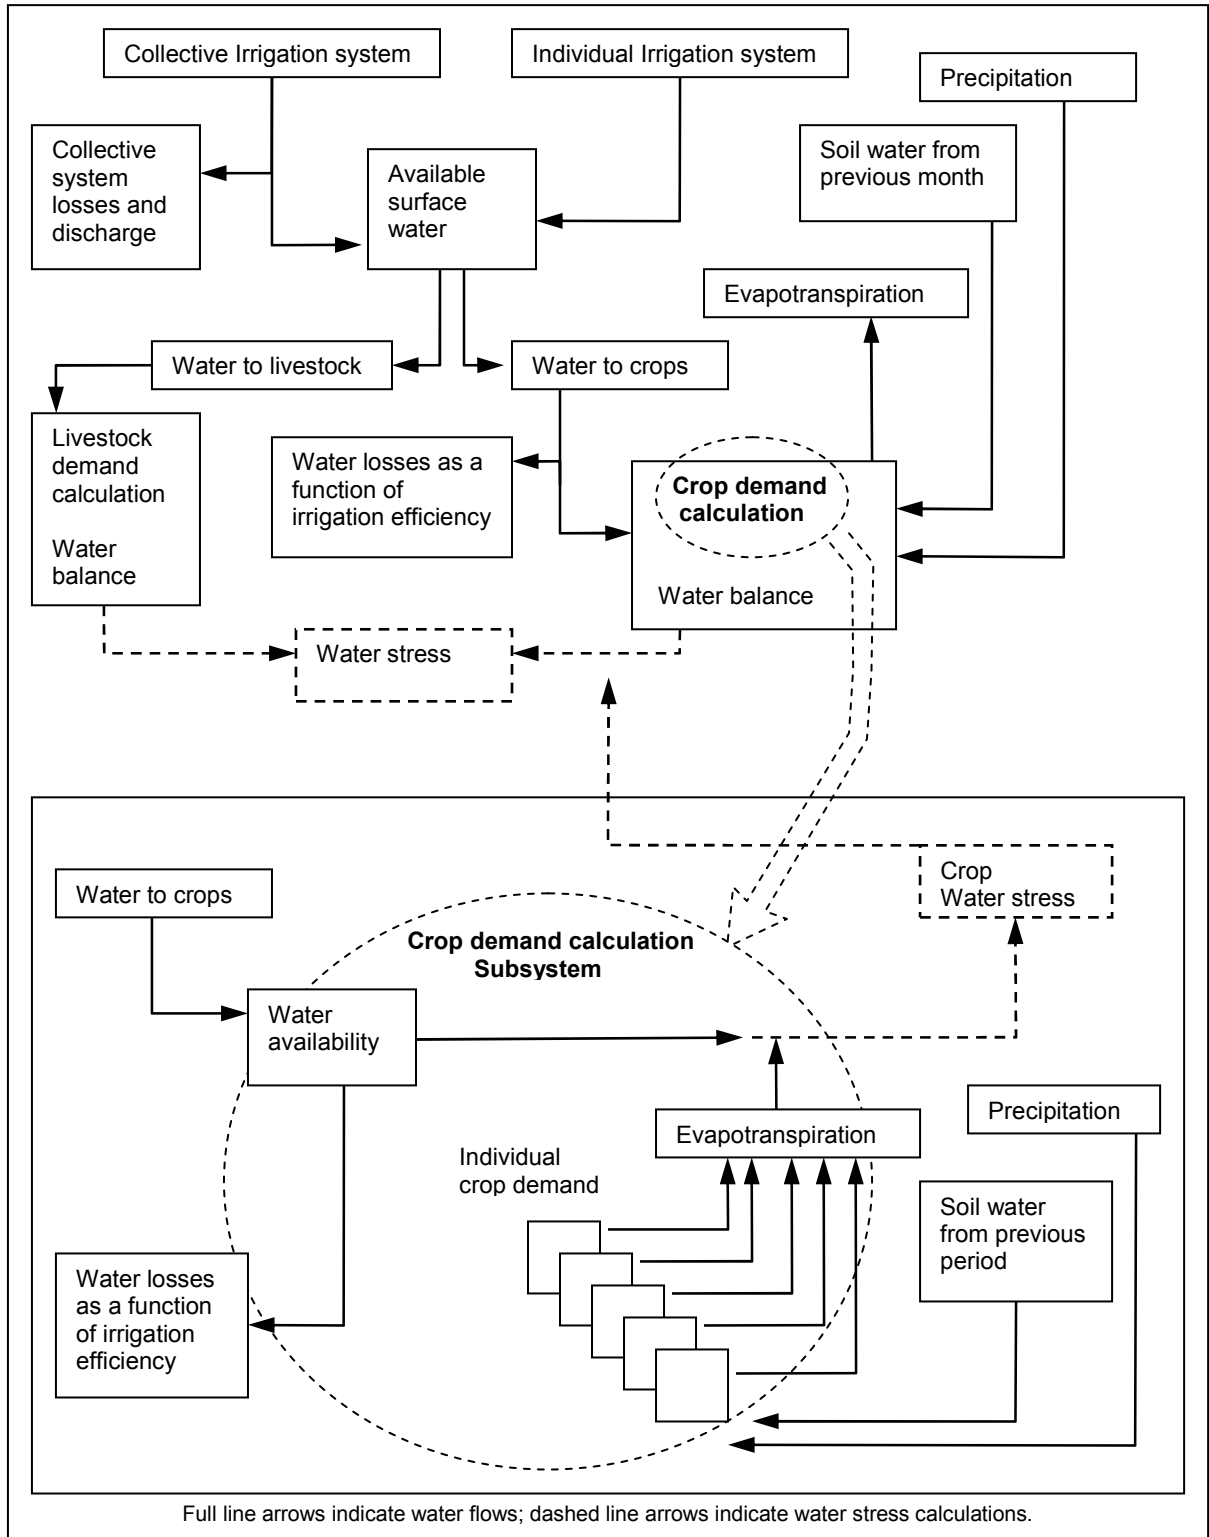 Collective Irrigation system
Individual Irrigation system
Precipitation
Collective
system
losses and
discharge
Available
surface
water
Soil water from
previous month
Evapotranspiration
Water to livestock
Water to crops
Livestock
demand
calculation
Water
balance
Water losses as a
function of
irrigation efficiency
Crop demand
calculation
Water balance
Water stress
Crop
Water stress
Water to crops
Crop demand calculation
Subsystem
Water
availability
Precipitation
Evapotranspiration
Individual
crop demand
Soil water
from previous
period
Water losses
as a function
of irrigation
efficiency
Full line arrows indicate water flows; dashed line arrows indicate water stress calculations.